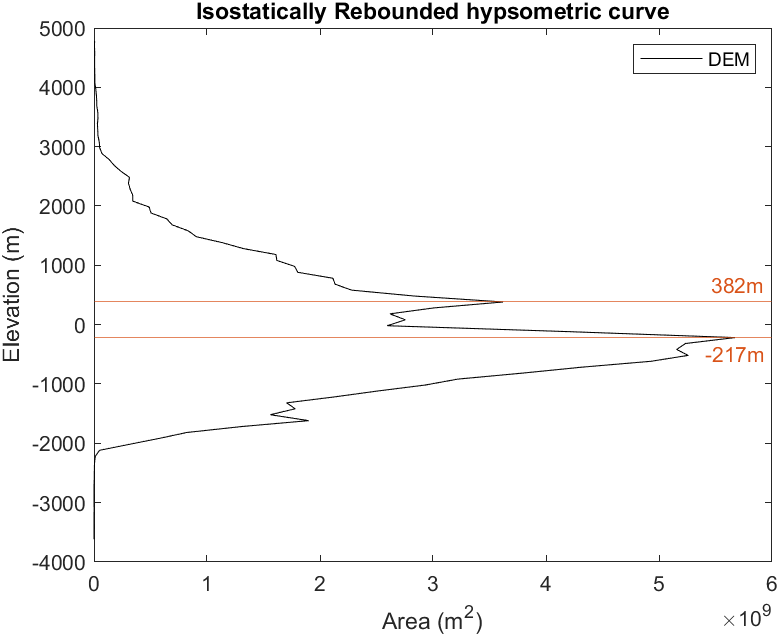 Isostatically Rebounded hypsometric curve
DEM
5000
4000
3000
2000
1000
0
-1000
-2000
-3000
-4000
Elevation (m)
382m
-217m
0 1 2 3 4 5 6
Area (m²)
×10⁹